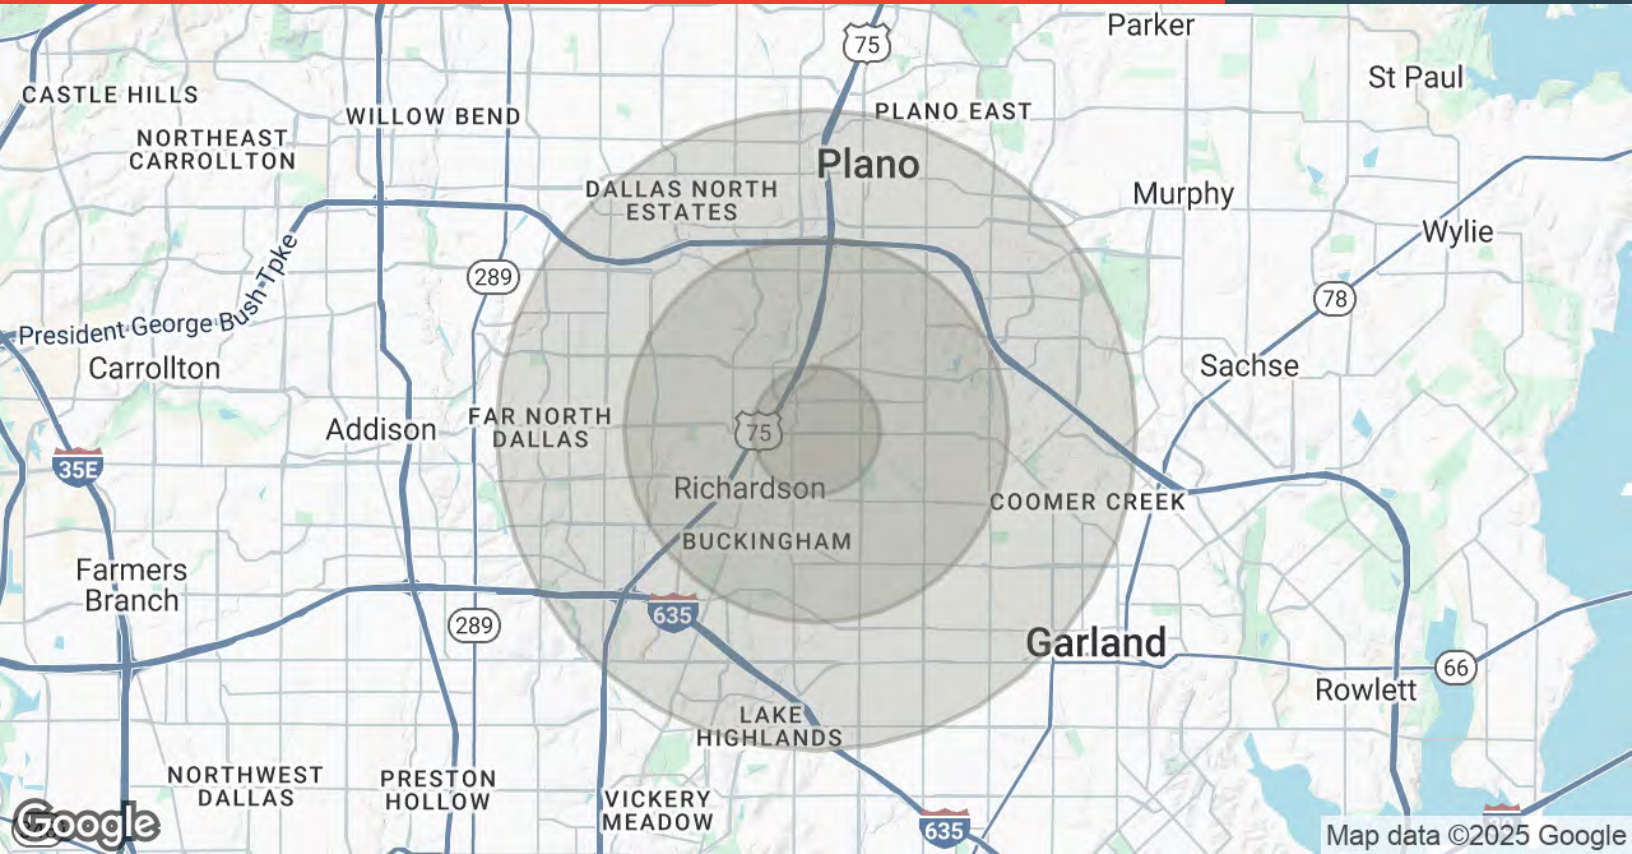 75
Parker
St Paul
CASTLE HILLS
WILLOW BEND
PLANO EAST
NORTHEAST
CARROLLTON
Plano
DALLAS NORTH
ESTATES
Murphy
Wylie
289
78
President George Bush Tpke
Carrollton
Sachse
Addison
FAR NORTH
DALLAS
75
35E
Richardson
COOMER CREEK
BUCKINGHAM
Farmers
Branch
635
289
Garland
66
Rowlett
LAKE
HIGHLANDS
NORTHWEST
DALLAS
PRESTON
HOLLOW
VICKERY
MEADOW
Google
635
Map data ©2025 Google